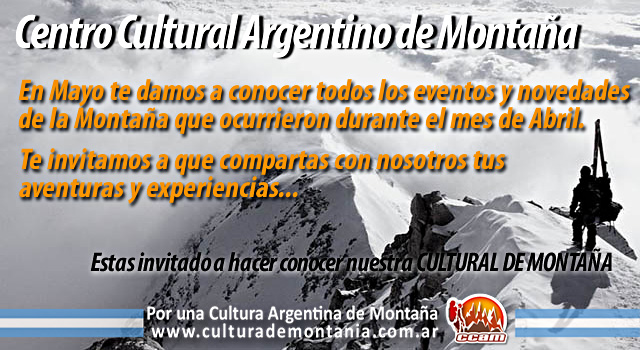 Centro Cultural Argentino de Montaña
En Mayo te damos a conocer todos los eventos y novedades
de la Montaña que ocurrieron durante el mes de Abril.
Te invitamos a que compartas con nosotros tus
aventuras y experiencias...
Estas invitado a hacer conocer nuestra CULTURAL DE MONTAÑA
Por una Cultura Argentina de Montaña
www.culturademontania.com.ar
CCAM